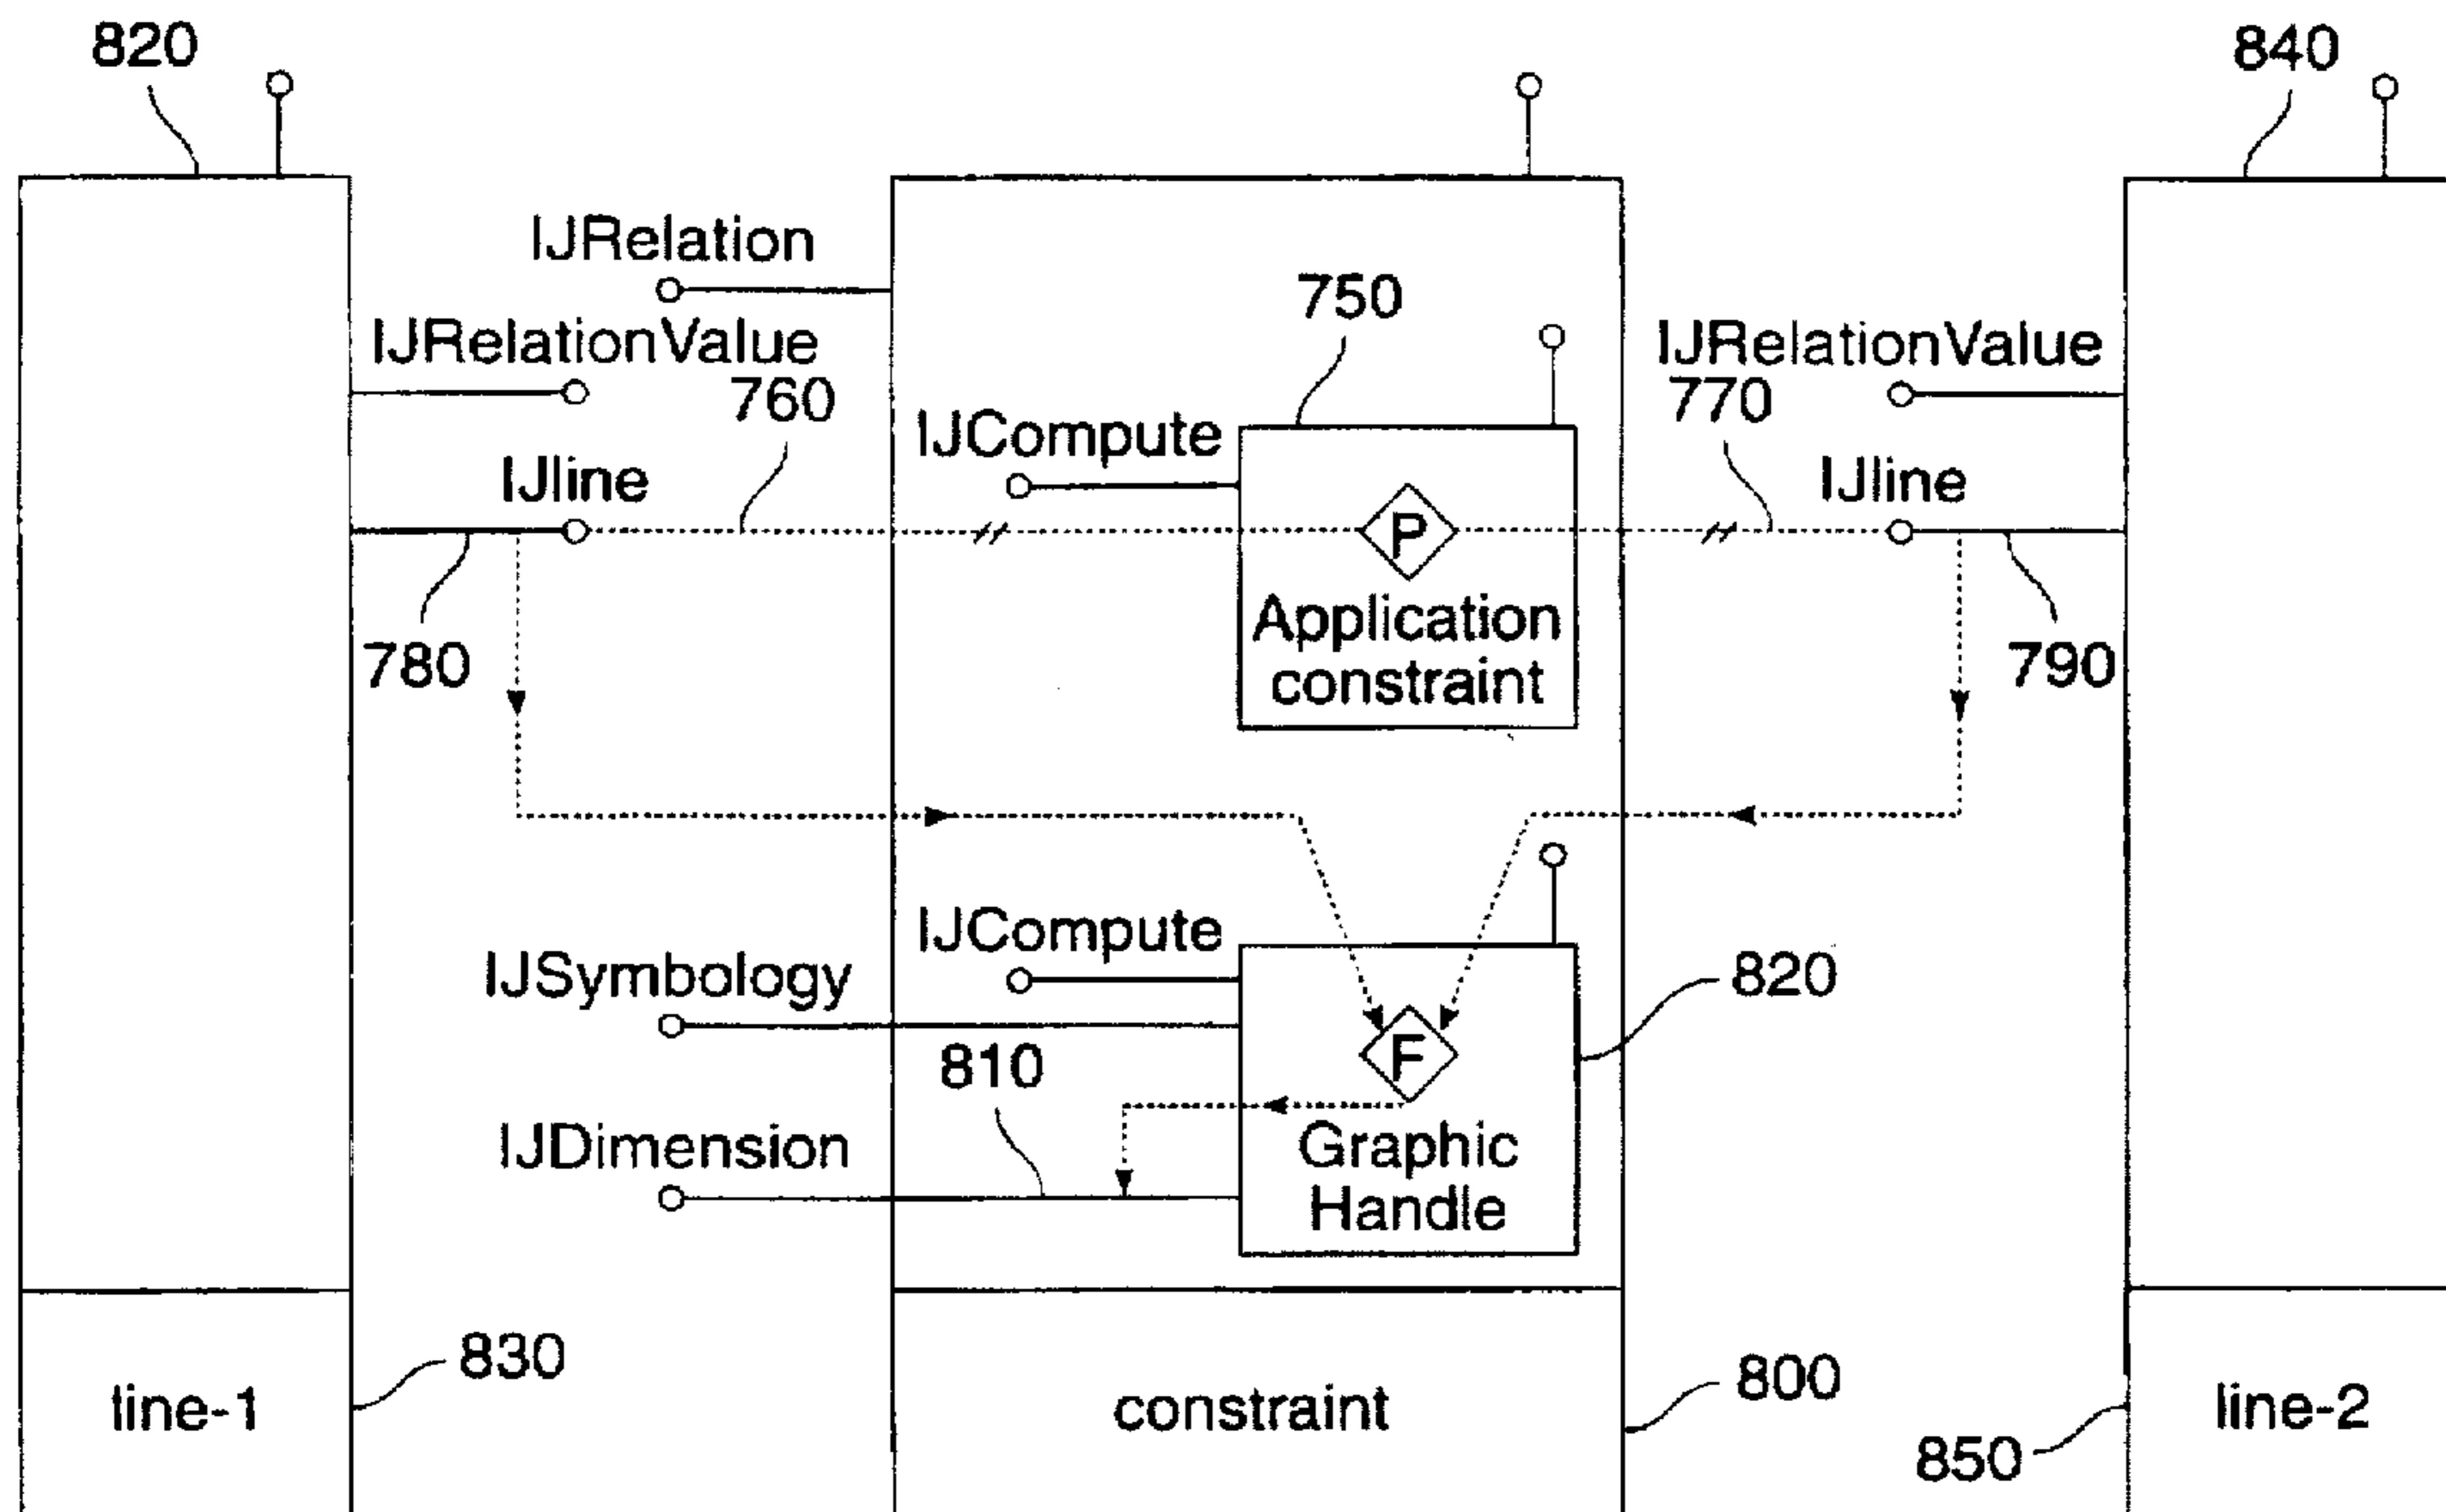 820
840
IJRelation
750
IJRelationValue
IJRelationValue
760
770
IJCompute
IJline
IJline
P
Application
constraint
780
790
IJCompute
IJSymbology
820
F
810
Graphic
Handle
IJDimension
830
800
line-1
constraint
line-2
850